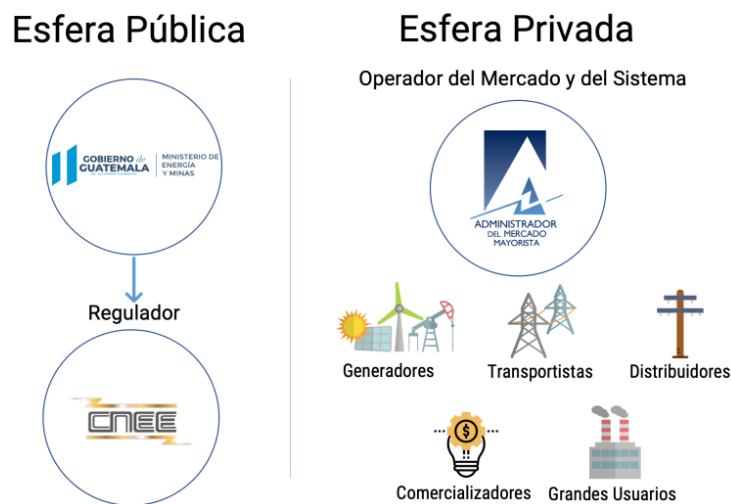 Esfera Pública
GOBIERNO de
GUATEMALA
MINISTERIO DE
ENERGÍA
Y MINAS
Regulador
CNEE
Esfera Privada
Operador del Mercado y del Sistema
ADMINISTRADOR
DEL MERCADO
MAYORISTA
Generadores
Transportistas
Distribuidores
Comercializadores
Grandes Usuarios